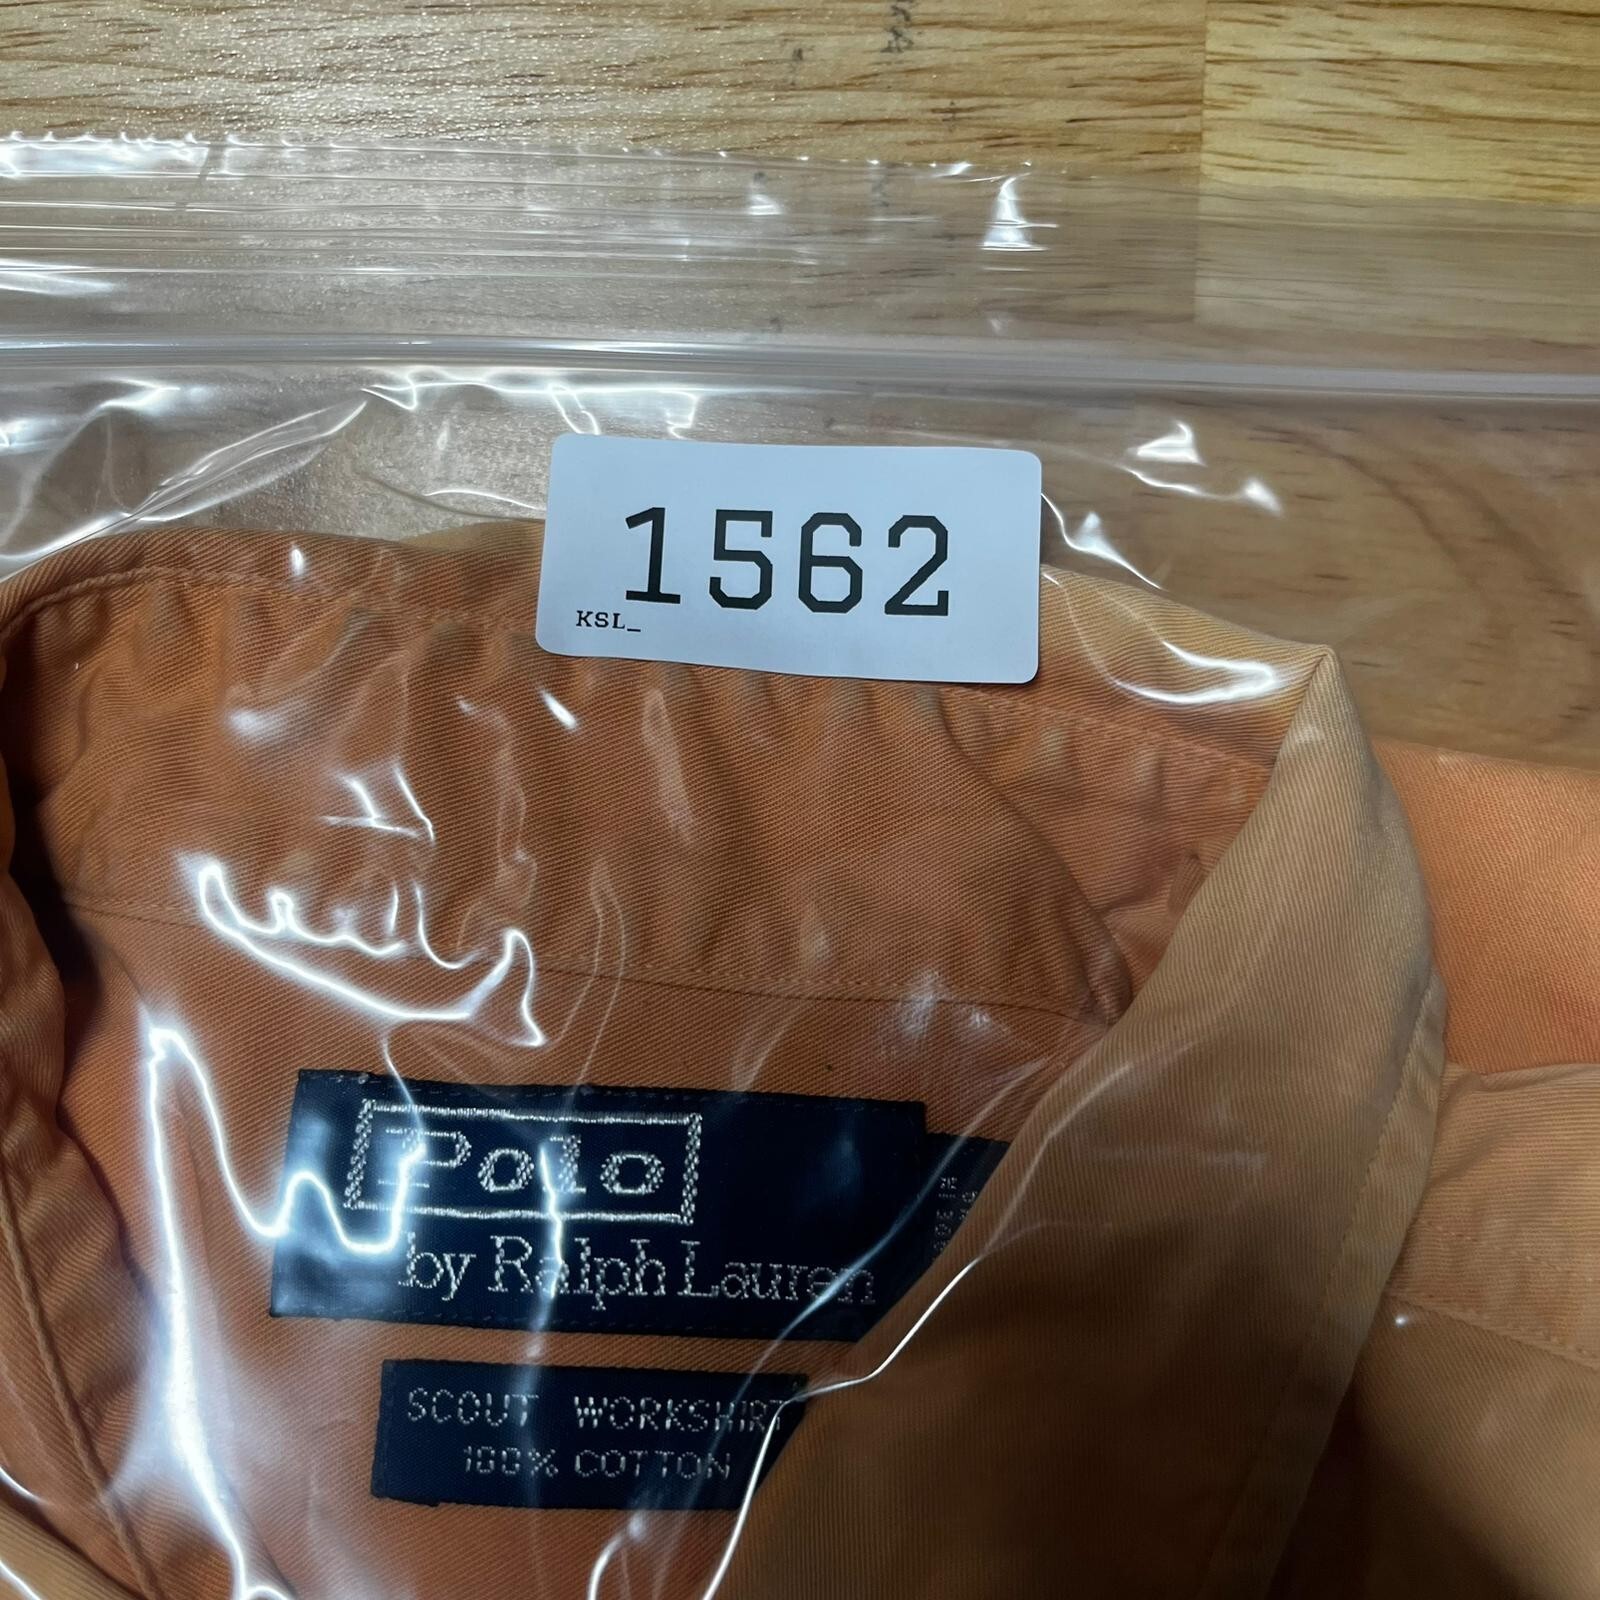 1562
KSL_
Polo
by Ralph Lauren
SCOUT WORKSHIRT
100% COTTON